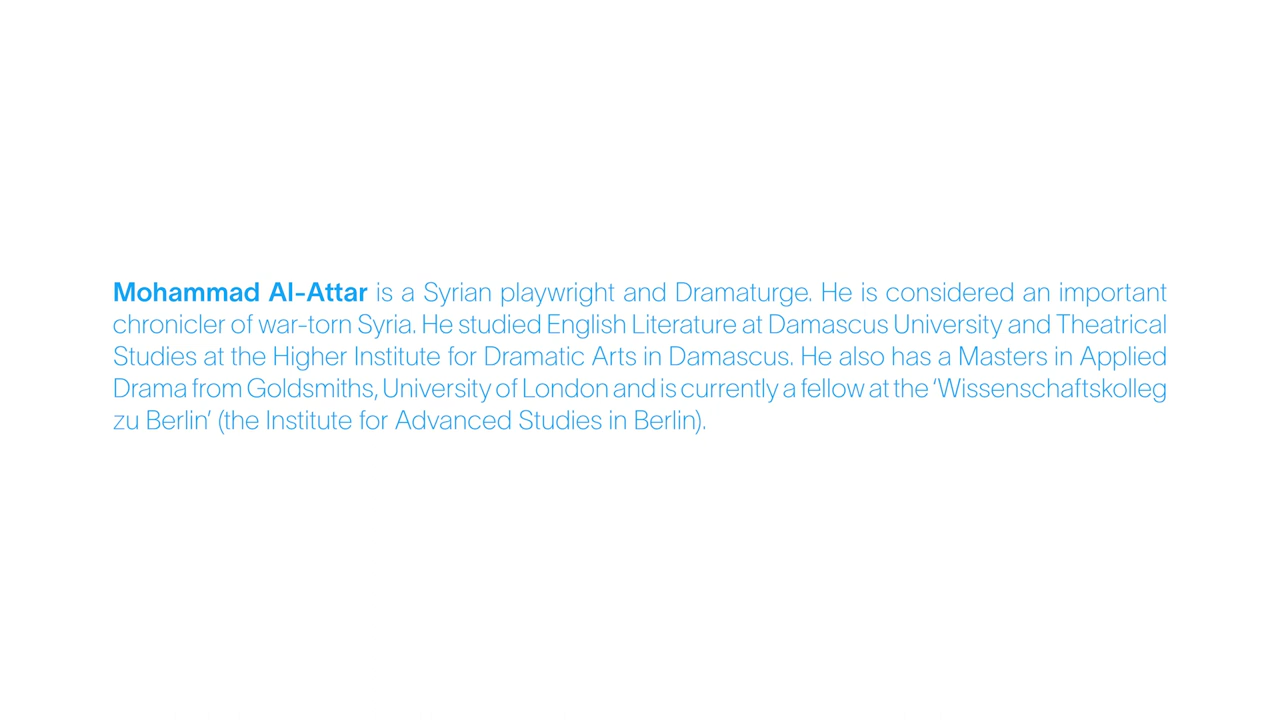 Mohammad Al-Attar is a Syrian playwright and Dramaturge. He is considered an important
chronicler of war-torn Syria. He studied English Literature at Damascus University and Theatrical
Studies at the Higher Institute for Dramatic Arts in Damascus. He also has a Masters in Applied
Drama from Goldsmiths, University of London and is currently a fellow at the ‘Wissenschaftskolleg
zu Berlin’ (the Institute for Advanced Studies in Berlin).